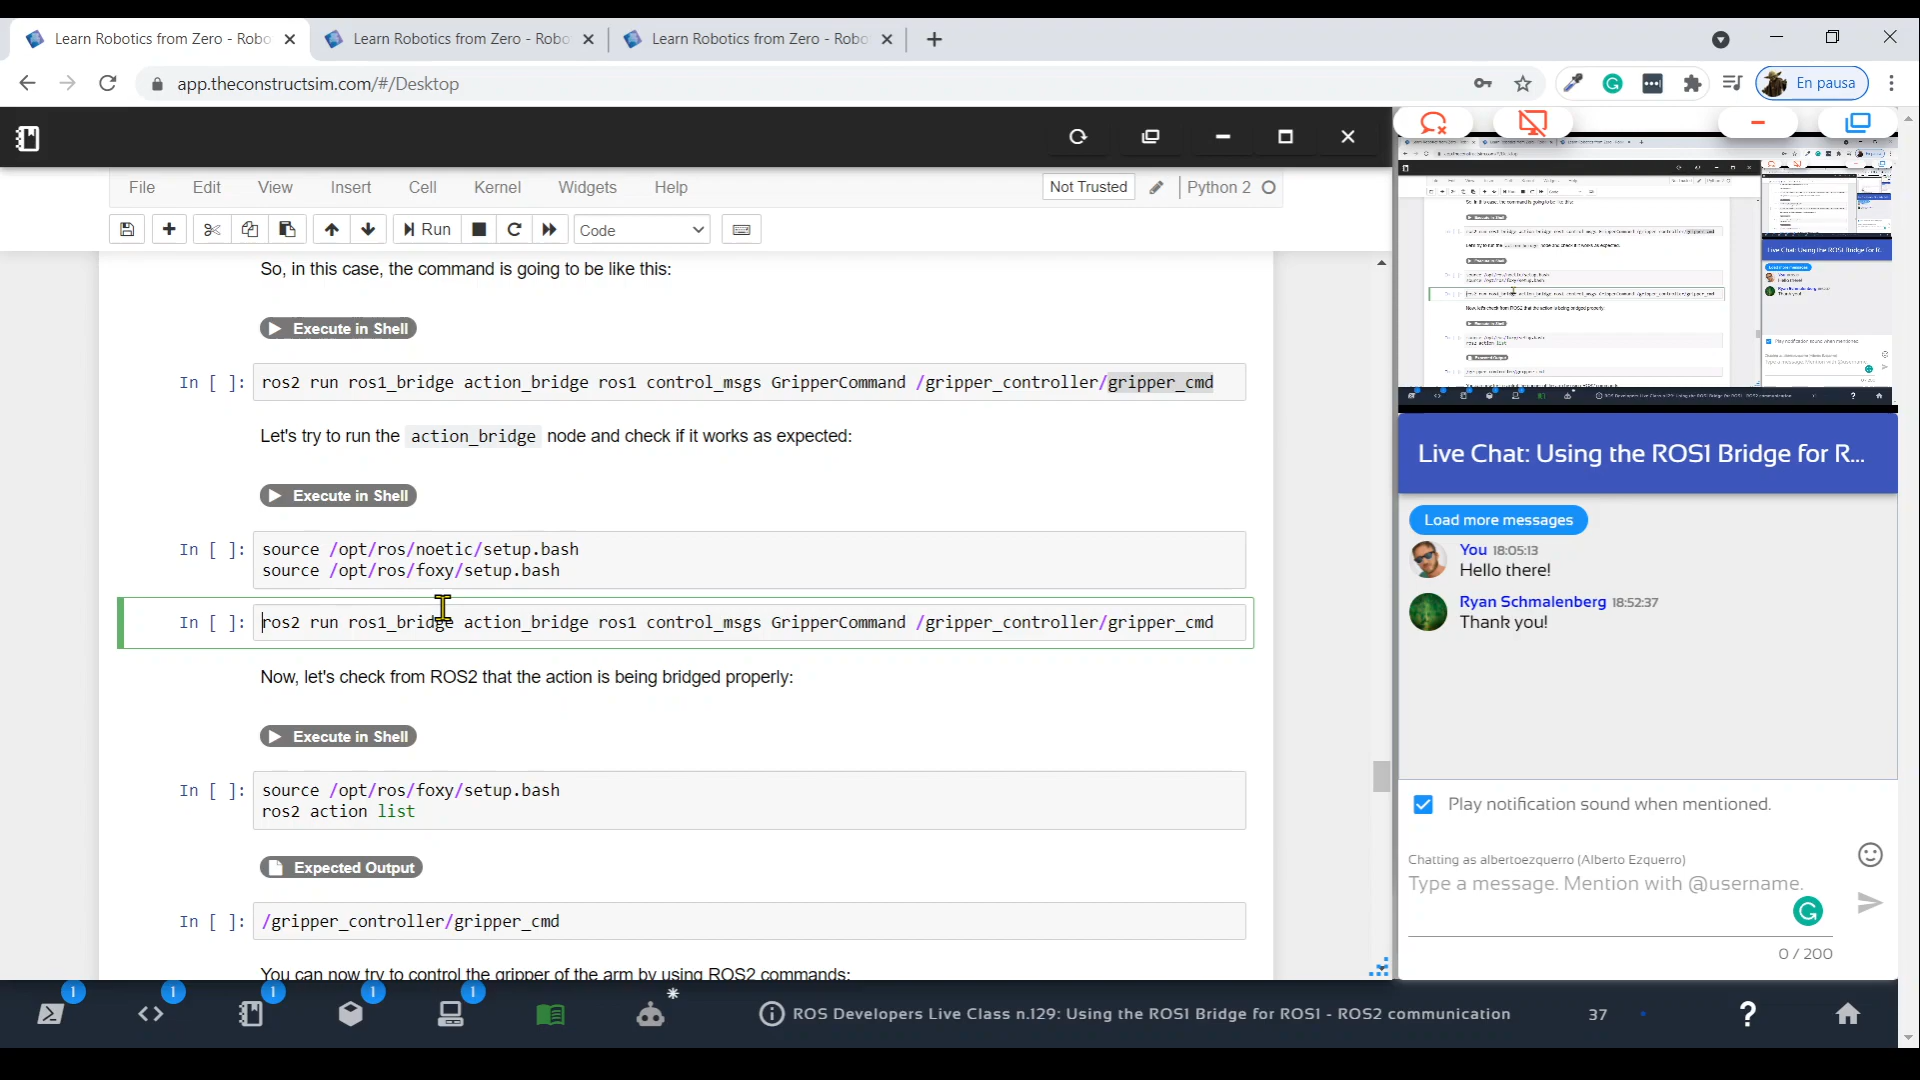 Learn Robotics from Zero - Robo
Learn Robotics from Zero - Robo
Learn Robotics from Zero - Robo
app.theconstructsim.com/#/Desktop
En pausa
File Edit View Insert Cell Kernel Widgets Help
Not Trusted
Python 2
Run
Code
So, in this case, the command is going to be like this:
Execute in Shell
In [ ]: ros2 run ros1_bridge action_bridge ros1 control_msgs GripperCommand /gripper_controller/gripper_cmd
Let's try to run the action_bridge node and check if it works as expected:
Execute in Shell
In [ ]: source /opt/ros/noetic/setup.bash
source /opt/ros/foxy/setup.bash
In [ ]: ros2 run ros1_bridge action_bridge ros1 control_msgs GripperCommand /gripper_controller/gripper_cmd
Now, let's check from ROS2 that the action is being bridged properly:
Execute in Shell
In [ ]: source /opt/ros/foxy/setup.bash
ros2 action list
Expected Output
In [ ]: /gripper_controller/gripper_cmd
You can now try to control the gripper of the arm by using ROS2 commands:
Live Chat: Using the ROS1 Bridge for R...
Load more messages
You 18:05:13
Hello there!
Ryan Schmalenberg 18:52:37
Thank you!
Play notification sound when mentioned.
Chatting as albertoezquerro (Alberto Ezquerro)
Type a message. Mention with @username.
0 / 200
1
1
1
1
1
ROS Developers Live Class n.129: Using the ROS1 Bridge for ROS1 - ROS2 communication
37
?